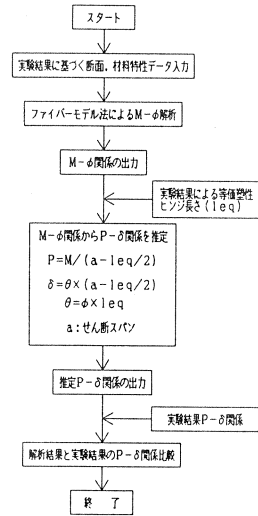 スタート
実験結果に基づく断面,材料特性データ入力
ファイバーモデル法によるM-φ解析
M-φ関係の出力
実験結果による等価塑性
ヒンジ長さ(leq)
M-φ関係からP-δ関係を推定
P=M/(a-leq/2)
δ=θ×(a-leq/2)
θ=φ×leq
a:せん断スパン
推定P-δ関係の出力
実験結果P-δ関係
解析結果と実験結果のP-δ関係比較
終 了